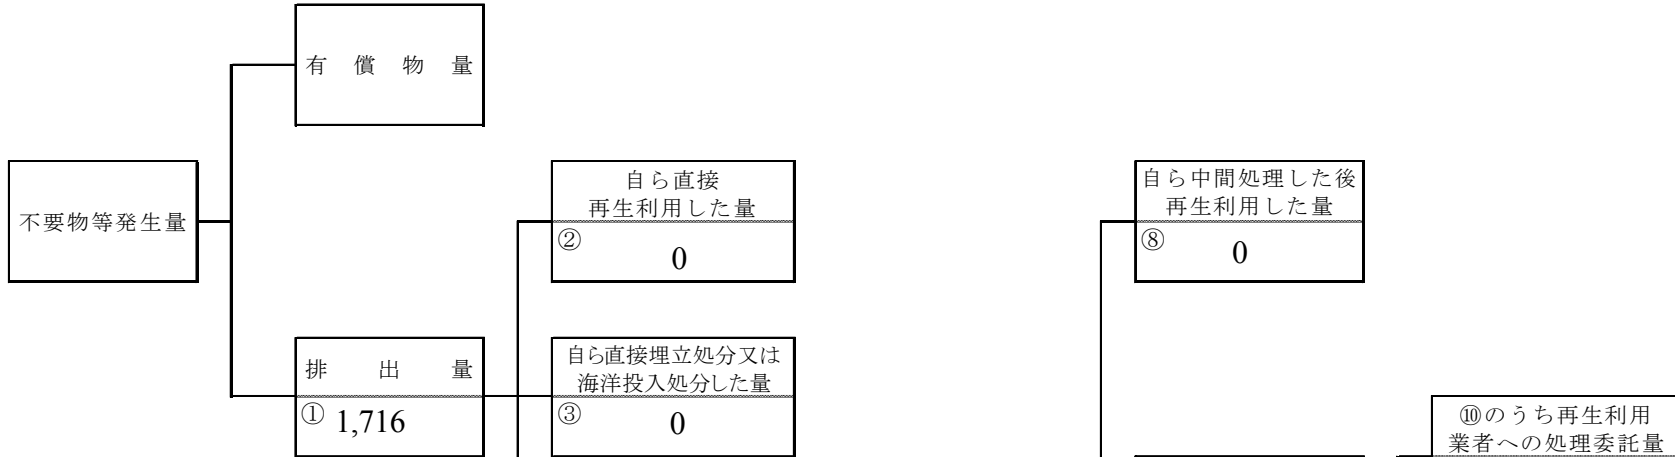 有償物量
不要物等発生量
自ら直接
再生利用した量
② 0
自ら中間処理した後
再生利用した量
⑧ 0
排出量
① 1,716
自ら直接埋立処分又は
海洋投入処分した量
③ 0
⑩のうち再生利用
業者への処理委託量